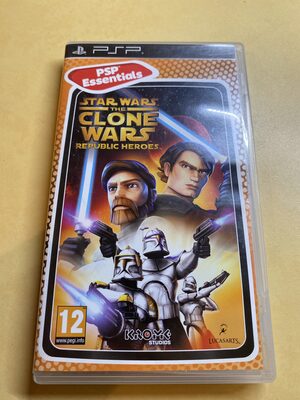 PSP
PSP Essentials
STAR WARS
THE
CLONE
WARS
REPUBLIC HEROES
12
www.pegi.info
KROME
STUDIOS
LUCASARTS